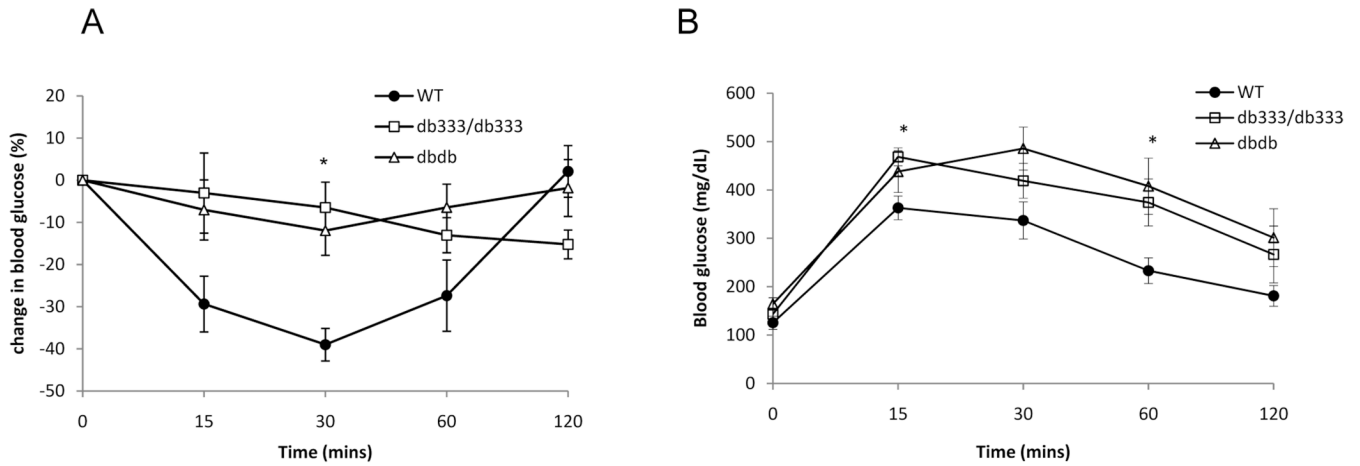 A
B
WT
db333/db333
dbdb
*
change in blood glucose (%)
20
10
0
-10
-20
-30
-40
-50
0
15
30
60
120
Time (mins)
WT
db333/db333
dbdb
*
*
Blood glucose (mg/dL)
600
500
400
300
200
100
0
0
15
30
60
120
Time (mins)